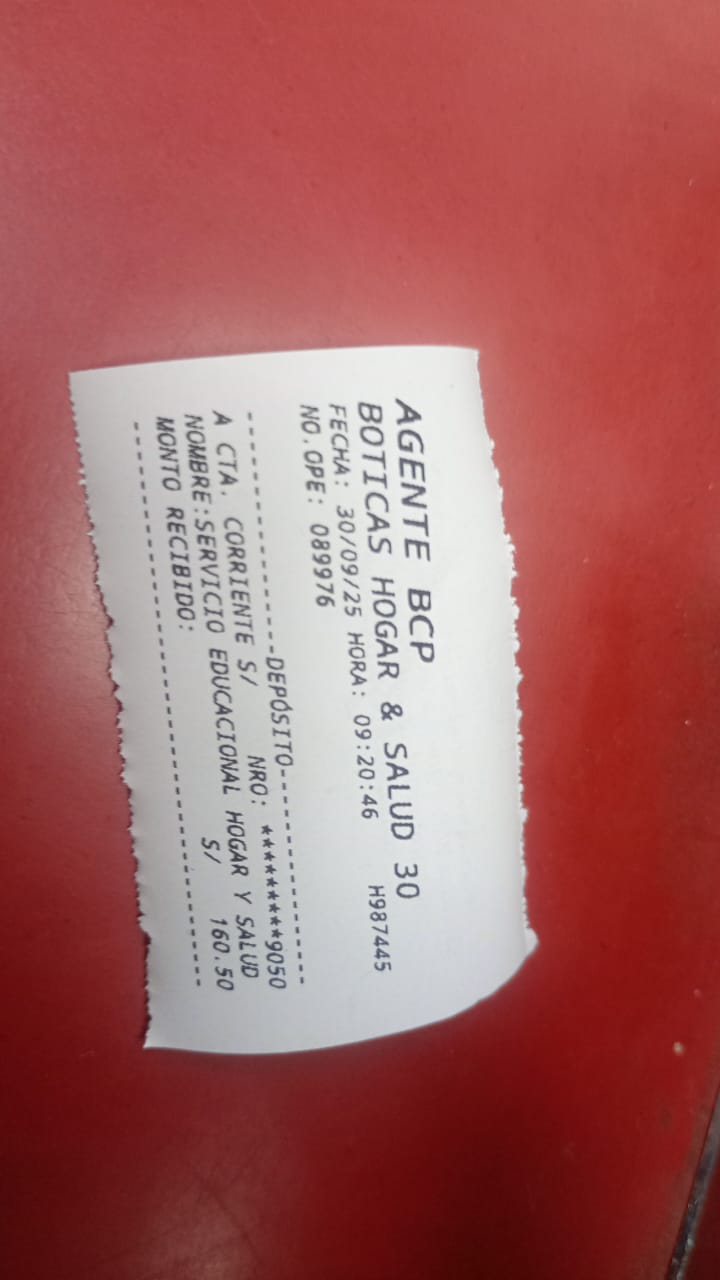 AGENTE BCP
BOTICAS HOGAR & SALUD 30
FECHA: 30/09/25 HORA: 09:20:46 H987445
NO.OPE: 089976
-----------------DEPÓSITO-----------------
A CTA. CORRIENTE S/ NRO: *********9050
NOMBRE:SERVICIO EDUCACIONAL HOGAR Y SALUD
MONTO RECIBIDO: S/ 160.50
------------------------------------------